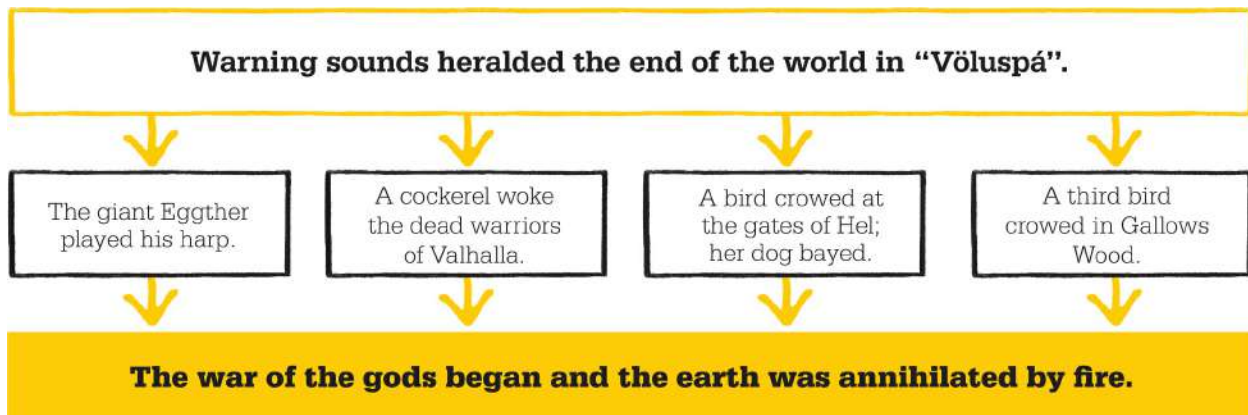 Warning sounds heralded the end of the world in “Völuspá”.
The giant Eggther
played his harp.
A cockerel woke
the dead warriors
of Valhalla.
A bird crowed at
the gates of Hel;
her dog bayed.
A third bird
crowed in Gallows
Wood.
The war of the gods began and the earth was annihilated by fire.